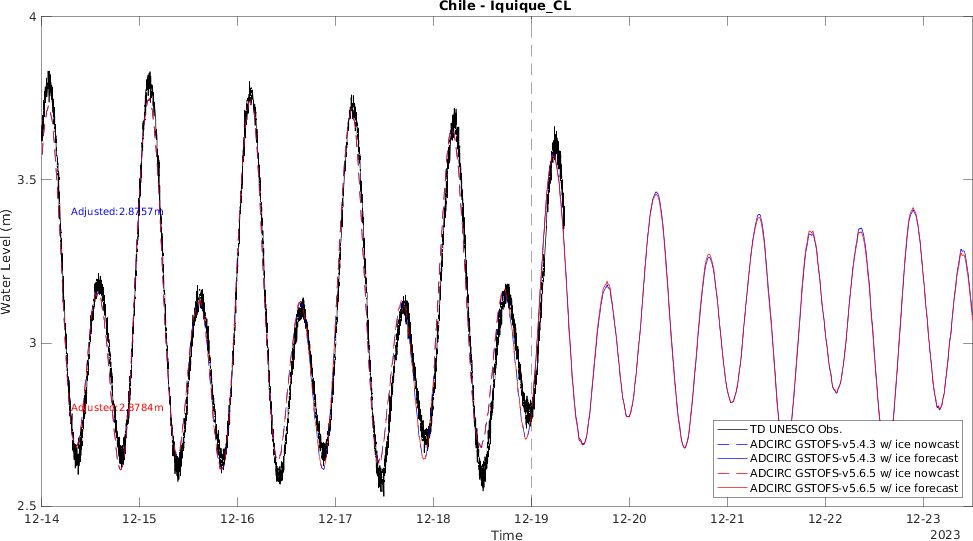 Chile - Iquique_CL
4
3.5
3
2.5
Water Level (m)
Adjusted:2.8757m
Adjusted:2.8784m
TD UNESCO Obs.
ADCIRC GSTOFS-v5.4.3 w/ ice nowcast
ADCIRC GSTOFS-v5.4.3 w/ ice forecast
ADCIRC GSTOFS-v5.6.5 w/ ice nowcast
ADCIRC GSTOFS-v5.6.5 w/ ice forecast
12-14 12-15 12-16 12-17 12-18 12-19 12-20 12-21 12-22 12-23
Time
2023